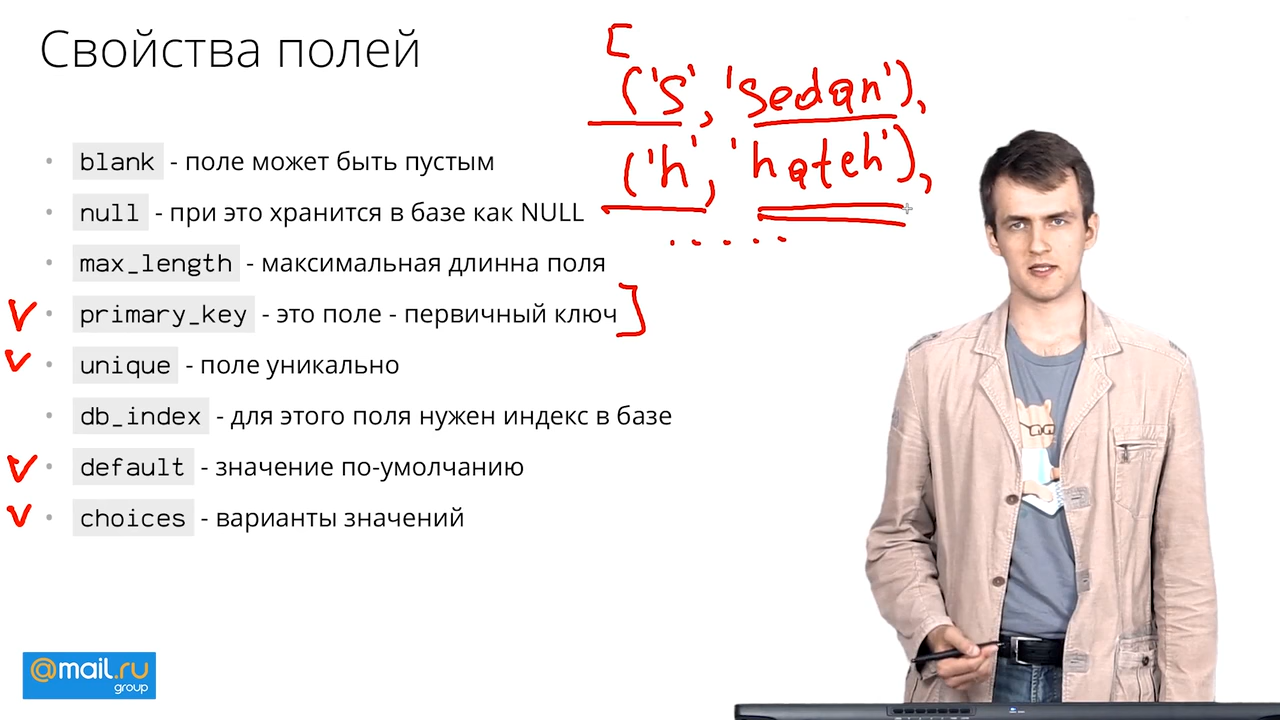 Свойства полей
[
('S', 'Sedan'),
('h', 'hatch'),
.....
]
blank - поле может быть пустым
null - при это хранится в базе как NULL
max_length - максимальная длинна поля
primary_key - это поле - первичный ключ
unique - поле уникально
db_index - для этого поля нужен индекс в базе
default - значение по-умолчанию
choices - варианты значений
@mail.ru
group